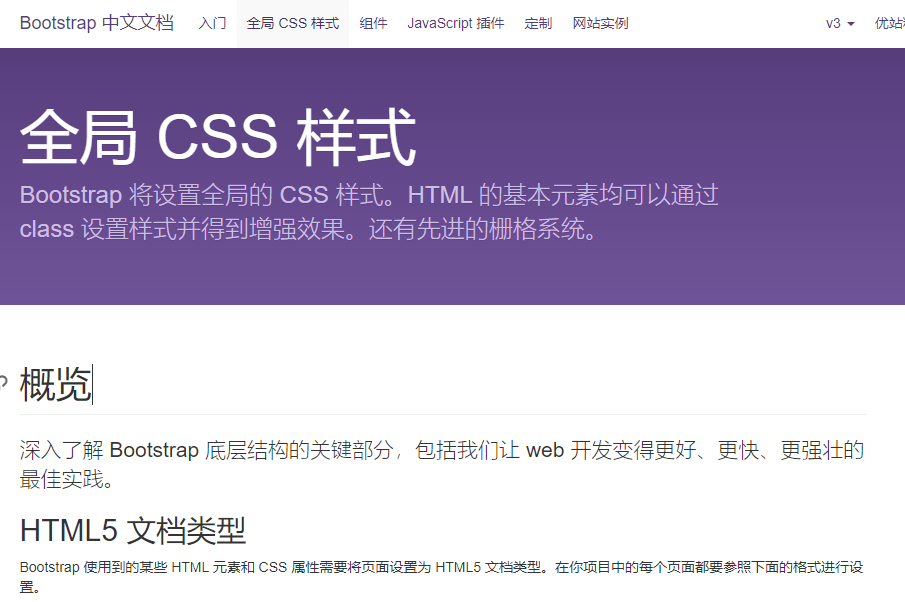 Bootstrap 中文文档 入门 全局 CSS 样式 组件 JavaScript 插件 定制 网站实例 v3 优站
全局 CSS 样式
Bootstrap 将设置全局的 CSS 样式。HTML 的基本元素均可以通过
class 设置样式并得到增强效果。还有先进的栅格系统。
概览
深入了解 Bootstrap 底层结构的关键部分，包括我们让 web 开发变得更好、更快、更强壮的
最佳实践。
HTML5 文档类型
Bootstrap 使用到的某些 HTML 元素和 CSS 属性需要将页面设置为 HTML5 文档类型。在你项目中的每个页面都要参照下面的格式进行设
置。